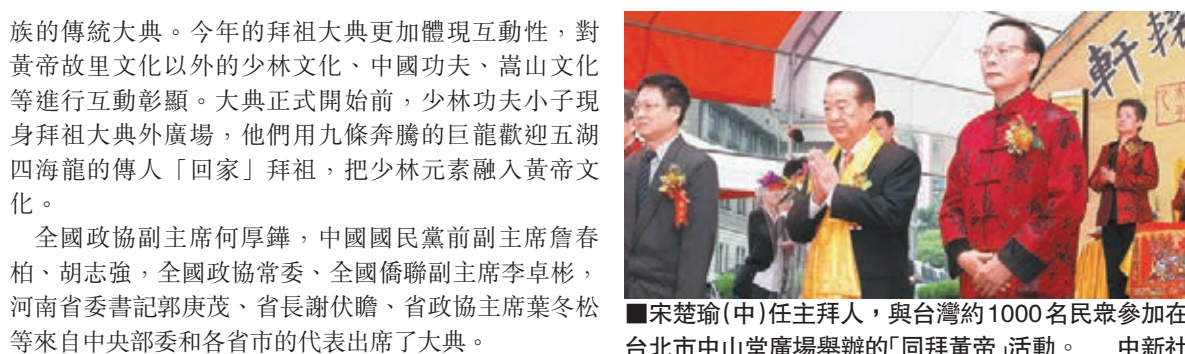 族的傳統大典。今年的拜祖大典更加體現互動性，對
黃帝故里文化以外的少林文化、中國功夫、嵩山文化
等進行互動彰顯。大典正式開始前，少林功夫小子現
身拜祖大典外廣場，他們用九條奔騰的巨龍歡迎五湖
四海龍的傳人「回家」拜祖，把少林元素融入黃帝文
化。
全國政協副主席何厚鏵，中國國民黨前副主席詹春
柏、胡志強，全國政協常委、全國僑聯副主席李卓彬，
河南省委書記郭庚茂、省長謝伏瞻、省政協主席葉冬松
等來自中央部委和各省市的代表出席了大典。
軒轅
■宋楚瑜(中)任主拜人，與台灣約1000名民眾參加在
台北市中山堂廣場舉辦的「同拜黃帝」活動。 中新社